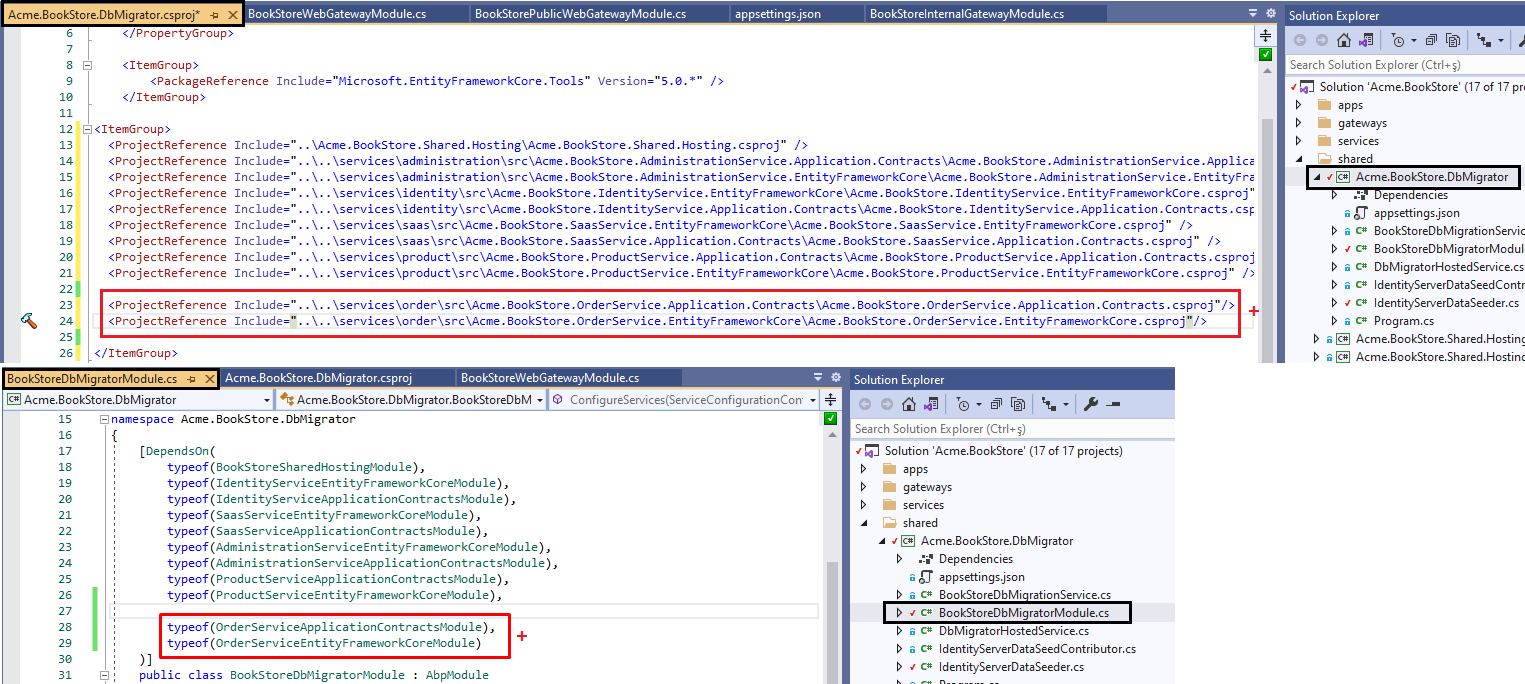 Acme.BookStore.DbMigrator.csproj*
BookStoreWebGatewayModule.cs
BookStorePublicWebGatewayModule.cs
appsettings.json
BookStoreInternalGatewayModule.cs
6 </PropertyGroup>
7
8 <ItemGroup>
9 <PackageReference Include="Microsoft.EntityFrameworkCore.Tools" Version="5.0.*" />
10 </ItemGroup>
11
12 <ItemGroup>
13 <ProjectReference Include="..\Acme.BookStore.Shared.Hosting\Acme.BookStore.Shared.Hosting.csproj" />
14 <ProjectReference Include="..\..\services\administration\src\Acme.BookStore.AdministrationService.Application.Contracts\Acme.BookStore.AdministrationService.Applica
15 <ProjectReference Include="..\..\services\administration\src\Acme.BookStore.AdministrationService.EntityFrameworkCore\Acme.BookStore.AdministrationService.EntityFra
16 <ProjectReference Include="..\..\services\identity\src\Acme.BookStore.IdentityService.EntityFrameworkCore\Acme.BookStore.IdentityService.EntityFrameworkCore.csproj"
17 <ProjectReference Include="..\..\services\identity\src\Acme.BookStore.IdentityService.Application.Contracts\Acme.BookStore.IdentityService.Application.Contracts.csp
18 <ProjectReference Include="..\..\services\saas\src\Acme.BookStore.SaasService.EntityFrameworkCore\Acme.BookStore.SaasService.EntityFrameworkCore.csproj" />
19 <ProjectReference Include="..\..\services\saas\src\Acme.BookStore.SaasService.Application.Contracts\Acme.BookStore.SaasService.Application.Contracts.csproj" />
20 <ProjectReference Include="..\..\services\product\src\Acme.BookStore.ProductService.Application.Contracts\Acme.BookStore.ProductService.Application.Contracts.csproj
21 <ProjectReference Include="..\..\services\product\src\Acme.BookStore.ProductService.EntityFrameworkCore\Acme.BookStore.ProductService.EntityFrameworkCore.csproj" />
22
23 <ProjectReference Include="..\..\services\order\src\Acme.BookStore.OrderService.Application.Contracts\Acme.BookStore.OrderService.Application.Contracts.csproj"/>
24 <ProjectReference Include="..\..\services\order\src\Acme.BookStore.OrderService.EntityFrameworkCore\Acme.BookStore.OrderService.EntityFrameworkCore.csproj"/>
+
25
26 </ItemGroup>
Solution Explorer
Search Solution Explorer (Ctrl+ş)
Solution 'Acme.BookStore' (17 of 17 pro
apps
gateways
services
shared
C# Acme.BookStore.DbMigrator
Dependencies
appsettings.json
C# BookStoreDbMigrationServic
C# BookStoreDbMigratorModul
C# DbMigratorHostedService.cs
C# IdentityServerDataSeedContr
C# IdentityServerDataSeeder.cs
C# Program.cs
C# Acme.BookStore.Shared.Hosting
C# Acme.BookStore.Shared.Hosting
BookStoreDbMigratorModule.cs
Acme.BookStore.DbMigrator.csproj
BookStoreWebGatewayModule.cs
C# Acme.BookStore.DbMigrator
Acme.BookStore.DbMigrator.BookStoreDbM
ConfigureServices(ServiceConfigurationCon
15 namespace Acme.BookStore.DbMigrator
16 {
17 [DependsOn(
18 typeof(BookStoreSharedHostingModule),
19 typeof(IdentityServiceEntityFrameworkCoreModule),
20 typeof(IdentityServiceApplicationContractsModule),
21 typeof(SaasServiceEntityFrameworkCoreModule),
22 typeof(SaasServiceApplicationContractsModule),
23 typeof(AdministrationServiceEntityFrameworkCoreModule),
24 typeof(AdministrationServiceApplicationContractsModule),
25 typeof(ProductServiceApplicationContractsModule),
26 typeof(ProductServiceEntityFrameworkCoreModule),
27
28 typeof(OrderServiceApplicationContractsModule),
29 typeof(OrderServiceEntityFrameworkCoreModule)
+
30 )]
31 public class BookStoreDbMigratorModule : AbpModule
Solution Explorer
Search Solution Explorer (Ctrl+ş)
Solution 'Acme.BookStore' (17 of 17 projects)
apps
gateways
services
shared
C# Acme.BookStore.DbMigrator
Dependencies
appsettings.json
C# BookStoreDbMigrationService.cs
C# BookStoreDbMigratorModule.cs
C# DbMigratorHostedService.cs
C# IdentityServerDataSeedContributor.cs
C# IdentityServerDataSeeder.cs
C# Program.cs